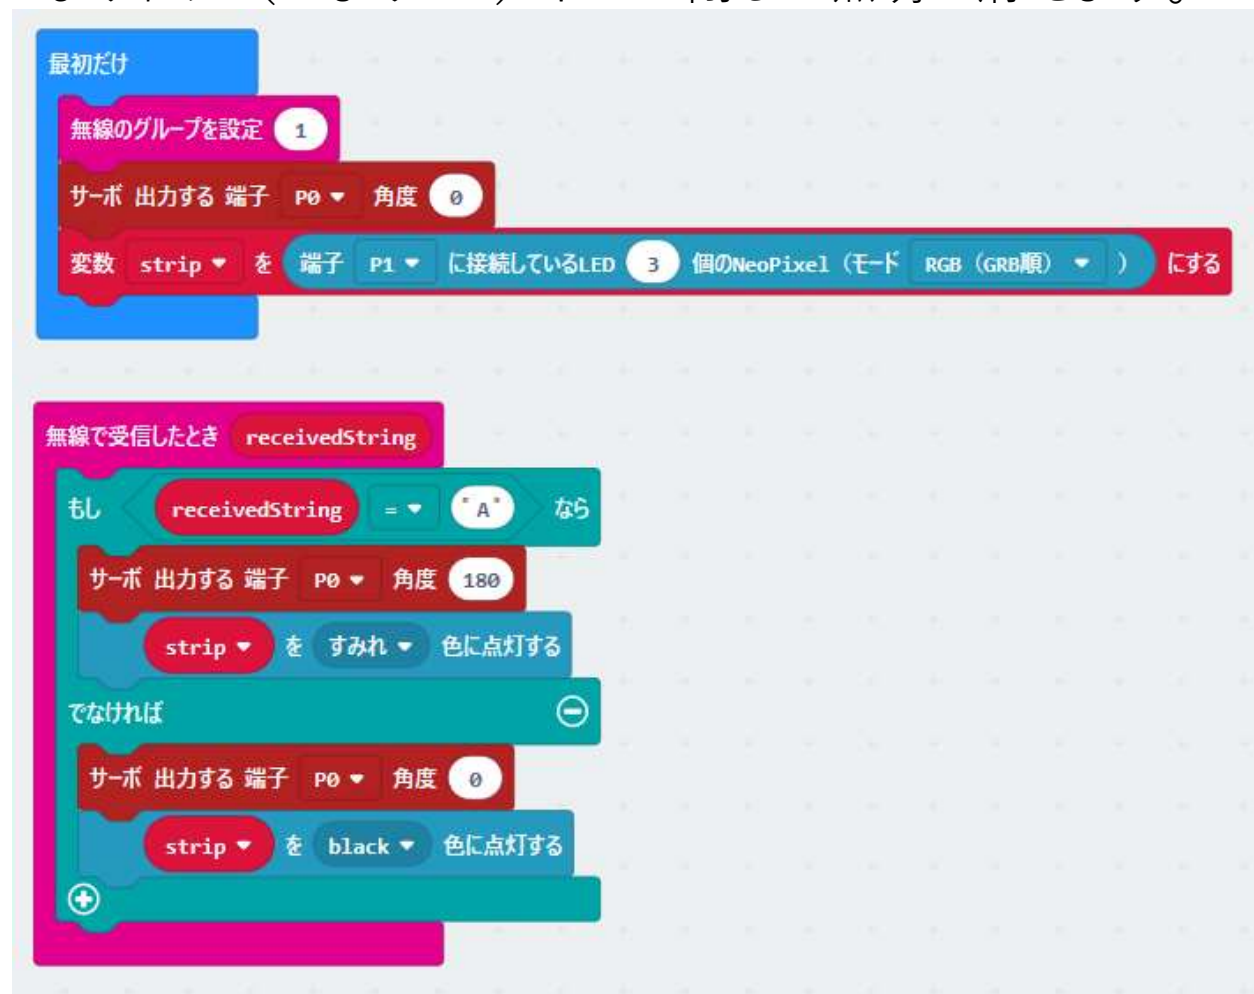 最初だけ
無線のグループを設定 1
サーボ 出力する 端子 P0 角度 0
変数 strip を 端子 P1 に接続しているLED 3 個のNeoPixel (モード RGB (GRB順) ) にする
無線で受信したとき receivedString
もし receivedString = "A" なら
サーボ 出力する 端子 P0 角度 180
strip を すみれ 色に点灯する
でなければ
サーボ 出力する 端子 P0 角度 0
strip を black 色に点灯する